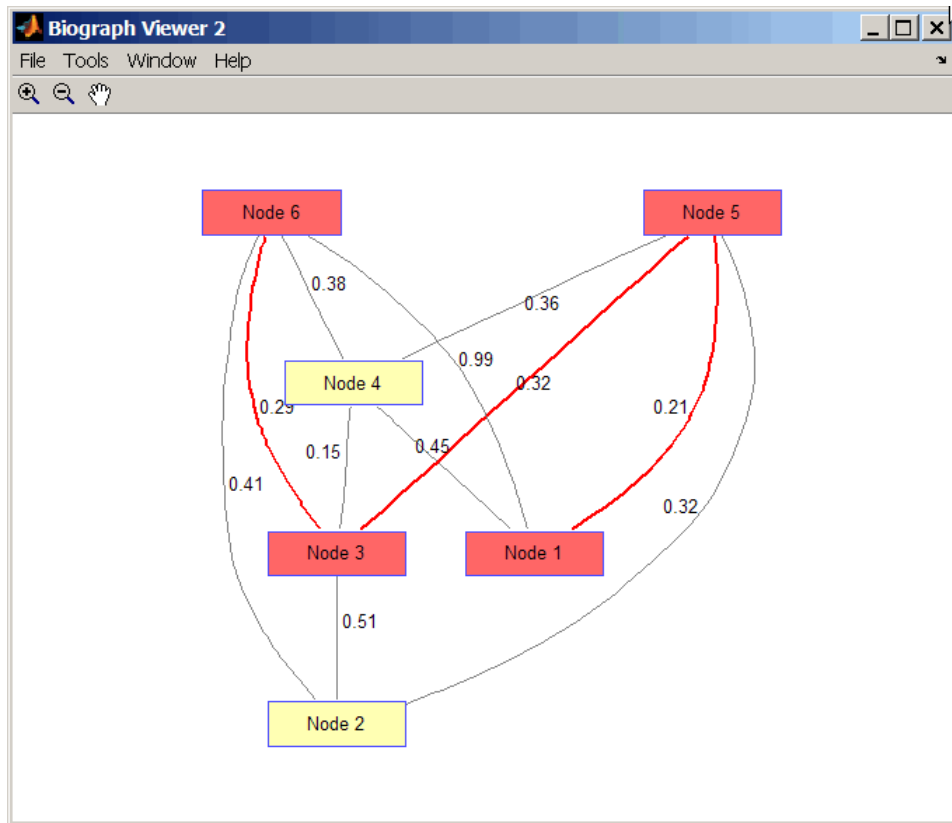 Biograph Viewer 2
File Tools Window Help
Node 6
Node 5
0.38
0.36
0.99
Node 4
0.32
0.29
0.21
0.15
0.45
0.41
0.32
Node 3
Node 1
0.51
Node 2